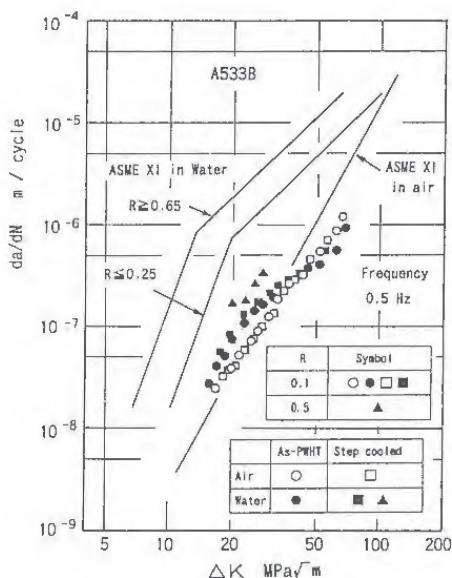 10⁻⁴
A533B
10⁻⁵
ASME XI in Water
R≥0.65
ASME XI
in air
10⁻⁶
R≤0.25
Frequency
0.5 Hz
10⁻⁷
R Symbol
0.1 ○ ● □ ■
0.5 ▲
10⁻⁸
As-PWHT Step cooled
Air ○ □
Water ● ■ ▲
10⁻⁹
da/dN m / cycle
5 10 20 50 100 200
ΔK MPa√m